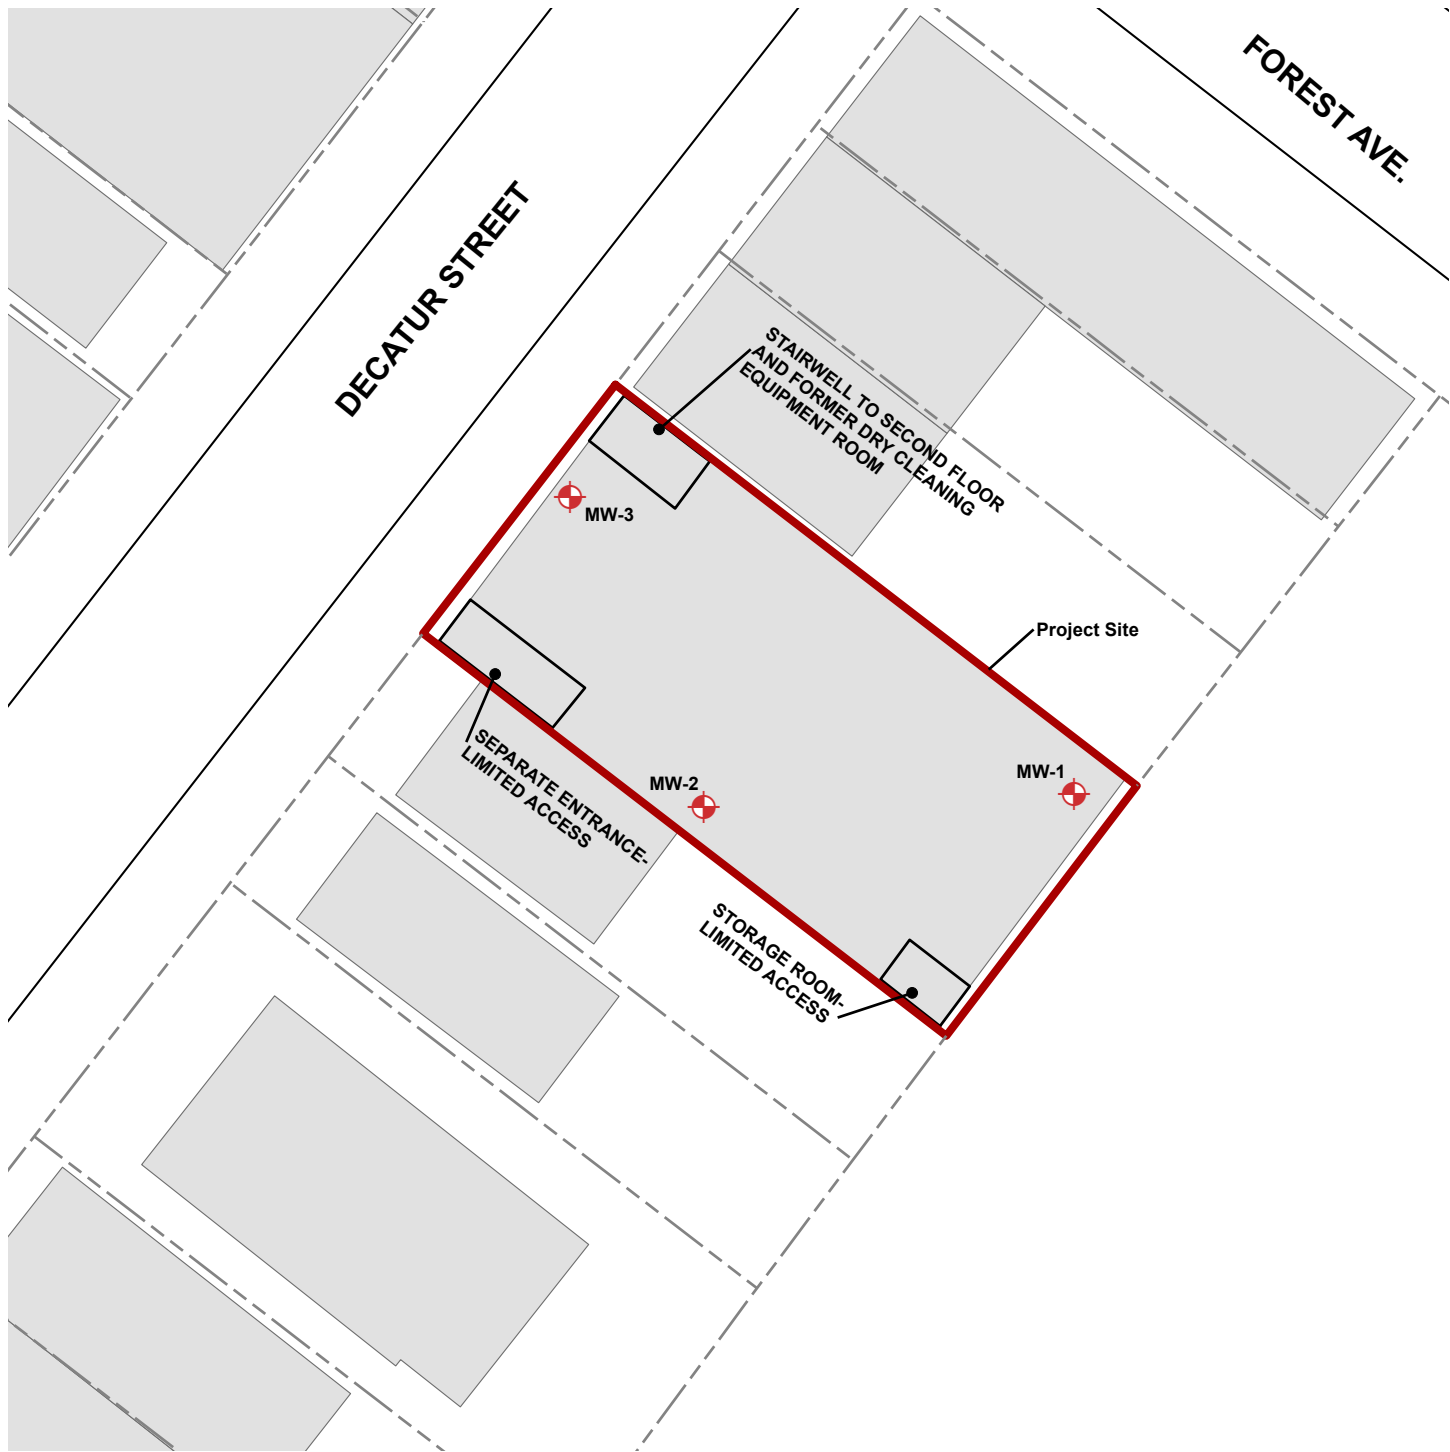 FOREST AVE.
DECATUR STREET
STAIRWELL TO SECOND FLOOR
AND FORMER DRY CLEANING
EQUIPMENT ROOM
MW-3
Project Site
SEPARATE ENTRANCE-
LIMITED ACCESS
MW-2
MW-1
STORAGE ROOM-
LIMITED ACCESS